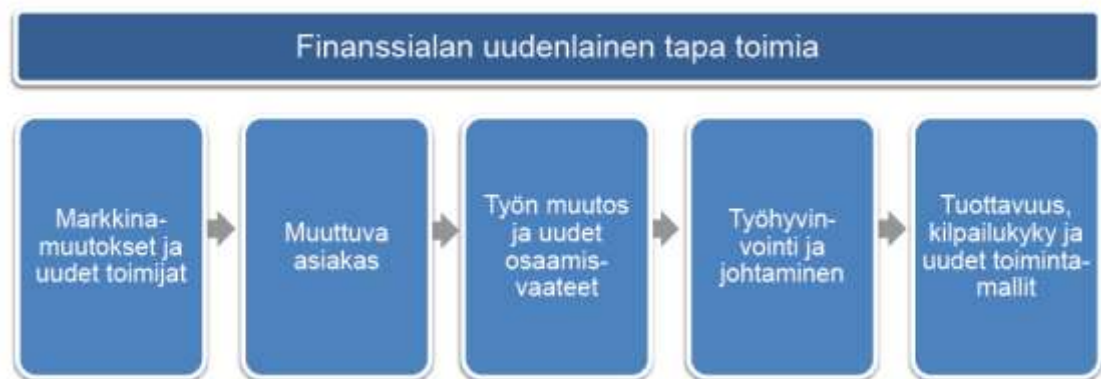 Finanssialan uudenlainen tapa toimia
Markkina-
muutokset ja
uudet toimijat
Muuttuva
asiakas
Työn muutos
ja uudet
osaamis-
vaateet
Työhyvin-
vointi ja
johtaminen
Tuottavuus,
kilpailukyky ja
uudet toiminta-
mallit